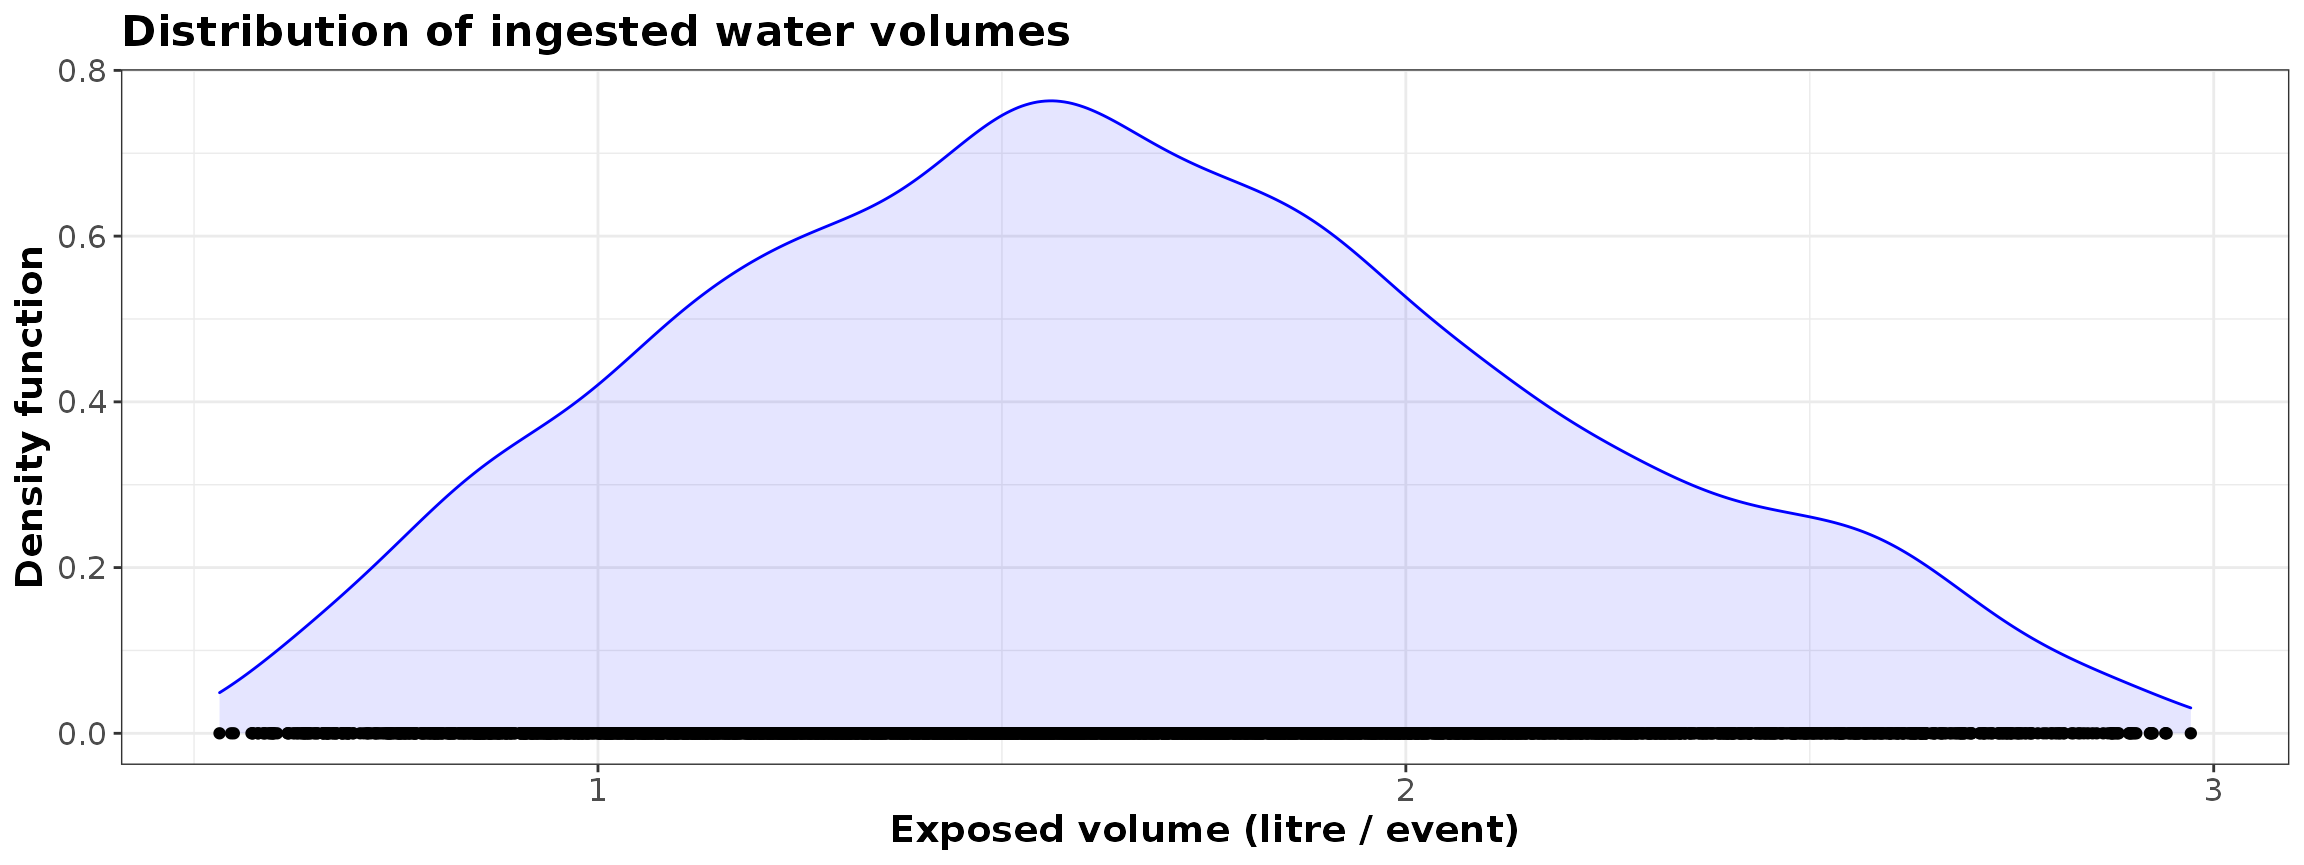 Distribution of ingested water volumes
0.8
0.6
0.4
0.2
0.0
Density function
1 2 3
Exposed volume (litre / event)